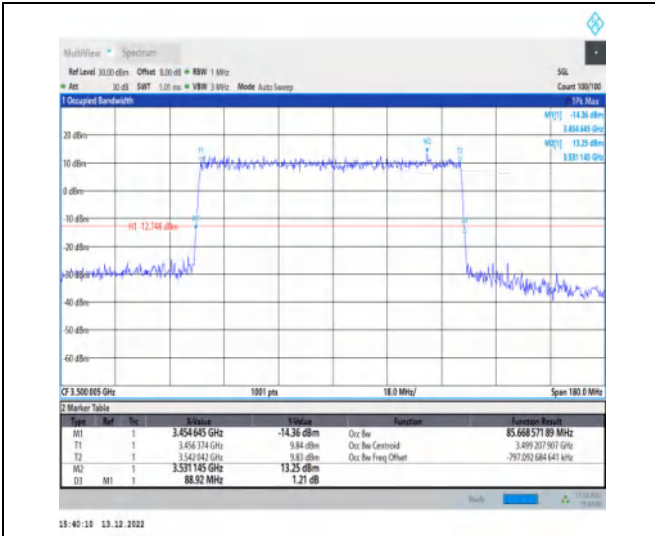 MultiView Spectrum
Ref Level 30.00 dBm Offset 8.00 dB RBW 1 MHz SGL
Att 30 dB SWT 1.01 ms VBW 3 MHz Mode Auto Sweep Count 100/100
1 Occupied Bandwidth 1Pk Max
M1[1] -14.36 dBm
3.454 645 GHz
20 dBm
M2[1] 13.25 dBm
3.531 145 GHz
M2
T1 T2
10 dBm
0 dBm
-10 dBm
H1 -12.748 dBm
-20 dBm
-30 dBm
-40 dBm
-50 dBm
-60 dBm
CF 3.500 005 GHz 1001 pts 18.0 MHz/ Span 180.0 MHz
2 Marker Table
Type Ref Trc X-Value Y-Value Function Function Result
M1 1 3.454 645 GHz -14.36 dBm Occ Bw 85.668 571 89 MHz
T1 1 3.456 374 GHz 9.84 dBm Occ Bw Centroid 3.499 207 907 GHz
T2 1 3.542 042 GHz 9.83 dBm Occ Bw Freq Offset -797.092 684 641 kHz
M2 1 3.531 145 GHz 13.25 dBm
D3 M1 1 88.92 MHz 1.21 dB
Ready
15:40:10 13.12.2022